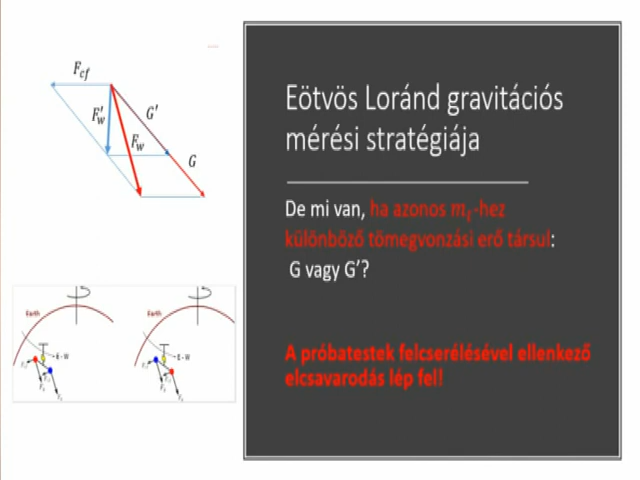 Eötvös Loránd gravitációs
mérési stratégiája
De mi van, ha azonos m_t-hez
különböző tömegvonzási erő társul:
G vagy G'?
A próbatestek felcserélésével ellenkező
elcsavarodás lép fel!
F_cf
F'_w
G'
F_w
G
Earth
E - W
Earth
E - W